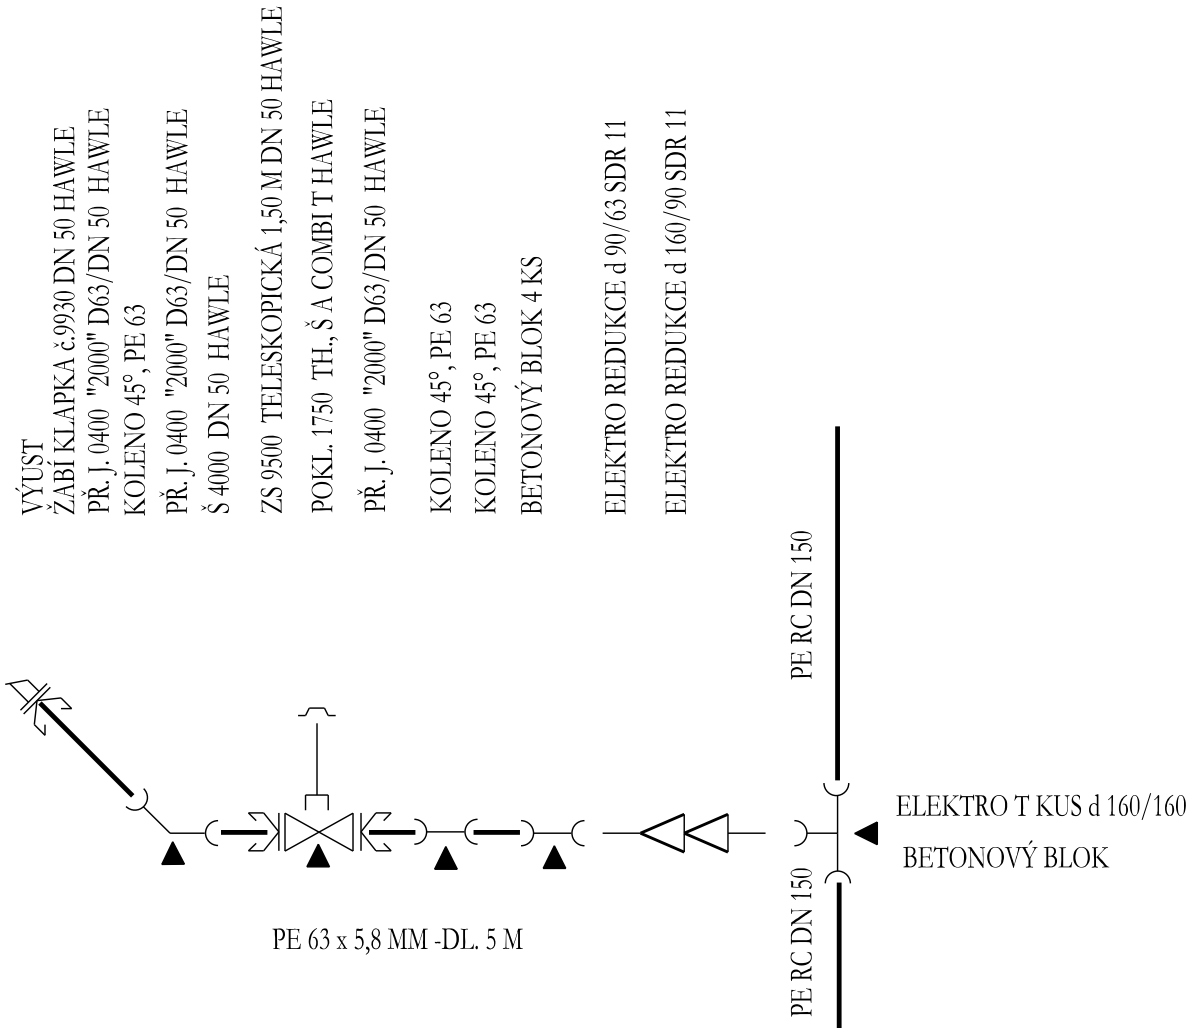 VÝUST
ŽABÍ KLAPKA č.9930 DN 50 HAWLE
PŘ. J. 0400 "2000" D63/DN 50 HAWLE
KOLENO 45°, PE 63
PŘ. J. 0400 "2000" D63/DN 50 HAWLE
Š 4000 DN 50 HAWLE
ZS 9500 TELESKOPICKÁ 1,50 M DN 50 HAWLE
POKL. 1750 TH., Š A COMBI T HAWLE
PŘ. J. 0400 "2000" D63/DN 50 HAWLE
KOLENO 45°, PE 63
KOLENO 45°, PE 63
BETONOVÝ BLOK 4 KS
ELEKTRO REDUKCE d 90/63 SDR 11
ELEKTRO REDUKCE d 160/90 SDR 11
PE RC DN 150
ELEKTRO T KUS d 160/160
BETONOVÝ BLOK
PE RC DN 150
PE 63 x 5,8 MM -DL. 5 M